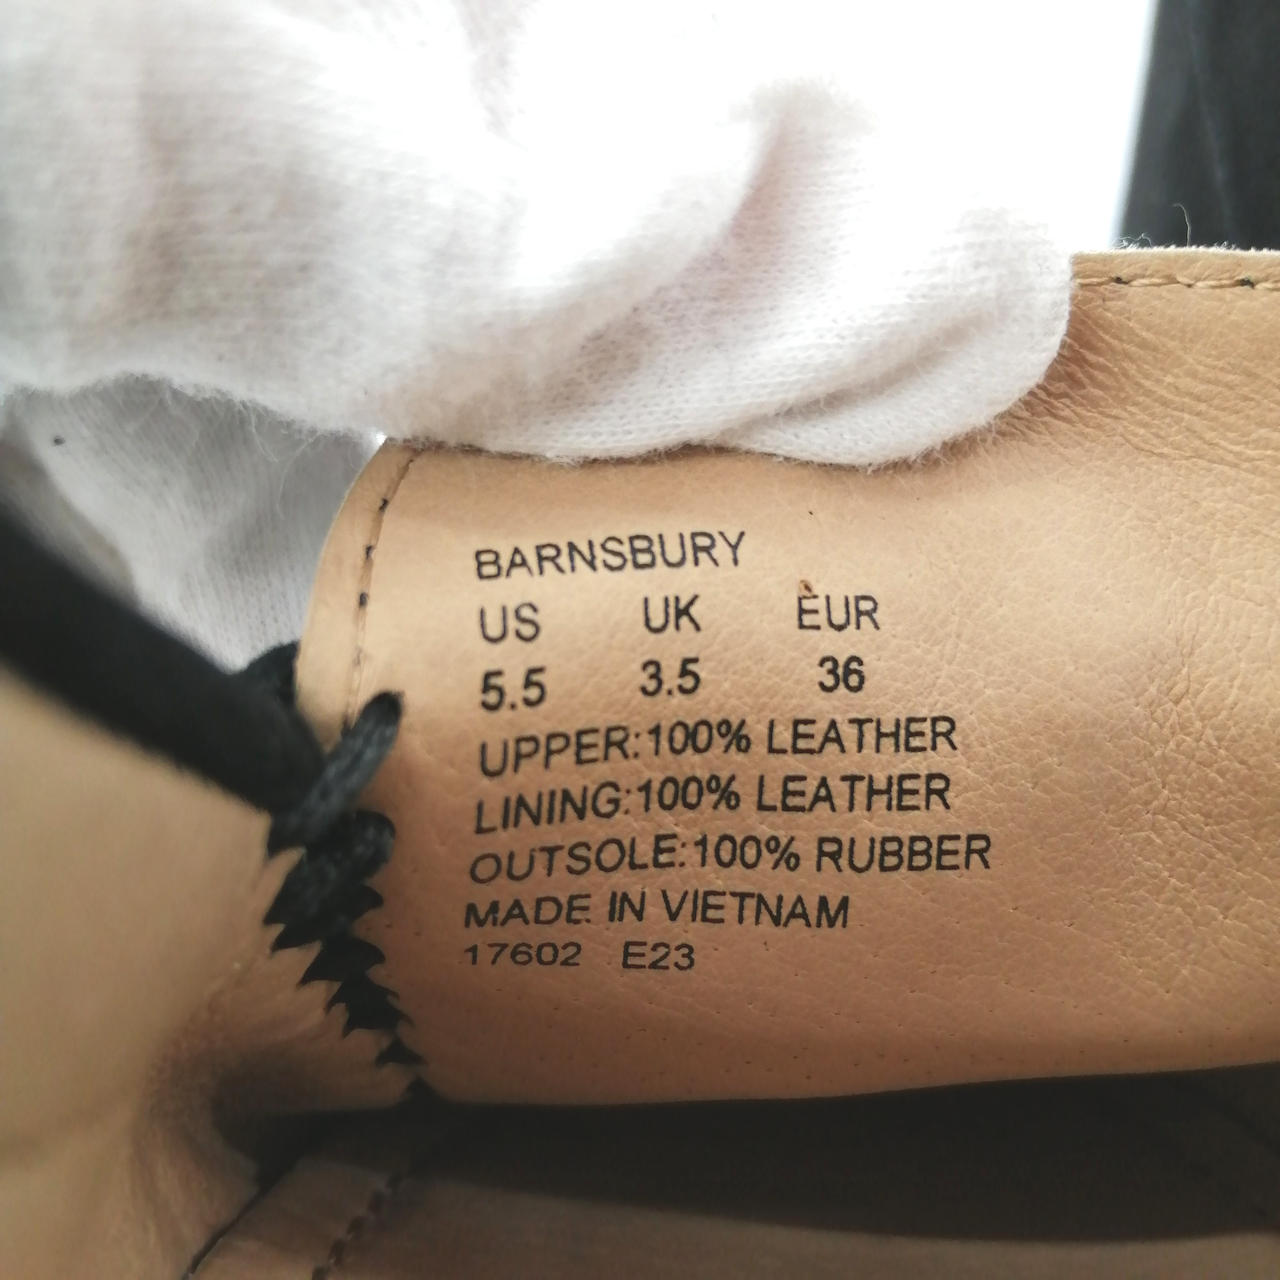 BARNSBURY
US UK EUR
5.5 3.5 36
UPPER:100% LEATHER
LINING:100% LEATHER
OUTSOLE:100% RUBBER
MADE IN VIETNAM
17602 E23